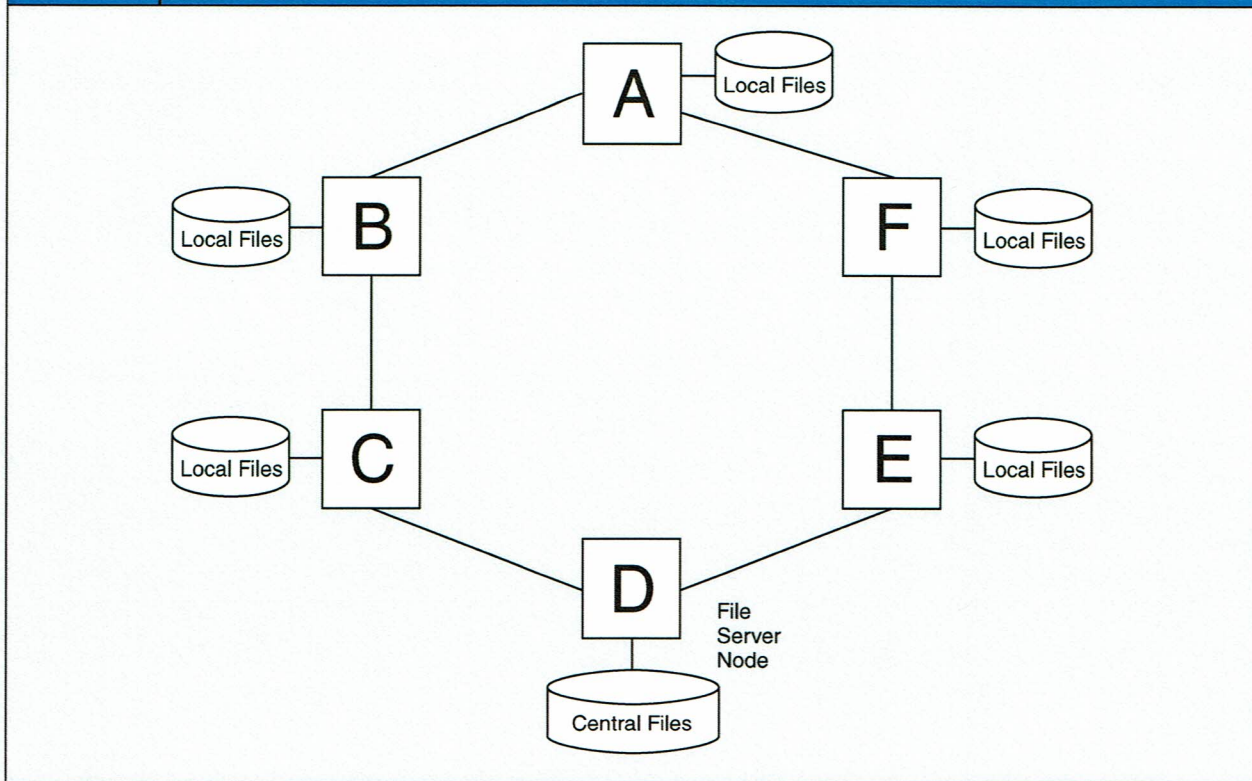 A
Local Files
Local Files
B
F
Local Files
Local Files
C
E
Local Files
D
File
Server
Node
Central Files